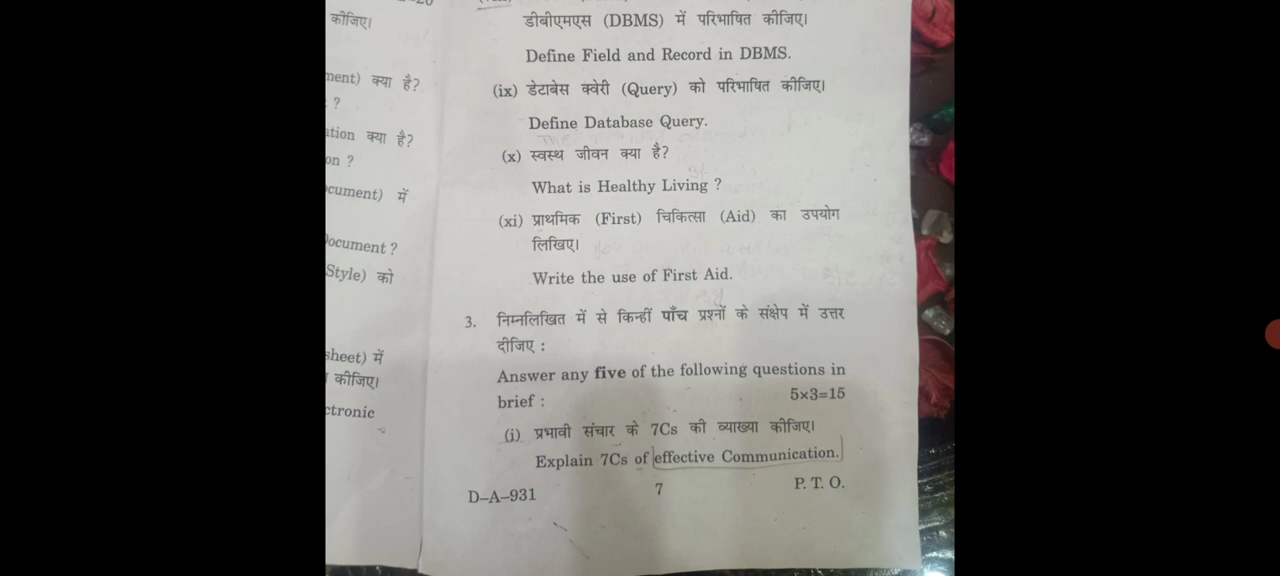 कीजिए।
ment) क्या है?
?
ation क्या है?
on ?
cument) में
Document ?
Style) को
sheet) में
कीजिए।
ctronic
डीबीएमएस (DBMS) में परिभाषित कीजिए।
Define Field and Record in DBMS.
(ix) डेटाबेस क्वेरी (Query) को परिभाषित कीजिए।
Define Database Query.
(x) स्वस्थ जीवन क्या है?
What is Healthy Living ?
(xi) प्राथमिक (First) चिकित्सा (Aid) का उपयोग
लिखिए।
Write the use of First Aid.
3. निम्नलिखित में से किन्हीं पाँच प्रश्नों के संक्षेप में उत्तर
दीजिए :
Answer any five of the following questions in
brief : 5×3=15
(i) प्रभावी संचार के 7Cs की व्याख्या कीजिए।
Explain 7Cs of effective Communication.
D–A–931 7 P. T. O.